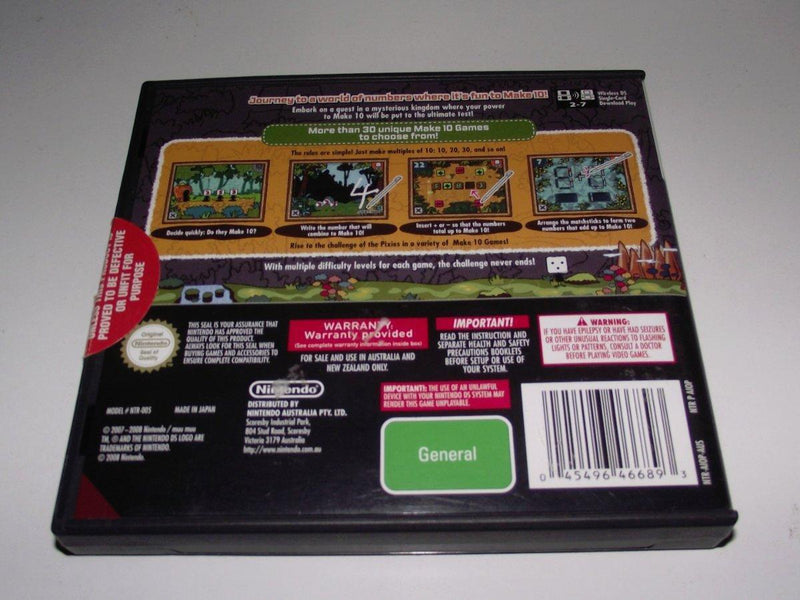 Journey to a world of numbers where it's fun to Make 10!
Embark on a quest in a mysterious kingdom where your power
to Make 10 will be put to the ultimate test!
2-7
Wireless DS
Single-Card
Download Play
More than 30 unique Make 10 Games
to choose from!
The rules are simple! Just make multiples of 10: 10, 20, 30, and so on!
4
22
7
Decide quickly: Do they Make 10?
Write the number that will
combine to Make 10!
Insert + or – so that the numbers
total up to Make 10!
Arrange the matchsticks to form two
numbers that add up to Make 10!
Rise to the challenge of the Pixies in a variety of Make 10 Games!
With multiple difficulty levels for each game, the challenge never ends!
PROVED TO BE DEFECTIVE
OR UNFIT FOR
PURPOSE
Original
Nintendo
Seal of
Quality
THIS SEAL IS YOUR ASSURANCE THAT
NINTENDO HAS APPROVED THE
QUALITY OF THIS PRODUCT.
ALWAYS LOOK FOR THIS SEAL WHEN
BUYING GAMES AND ACCESSORIES TO
ENSURE COMPLETE COMPATIBILITY.
WARRANTY
Warranty provided
(See complete warranty information inside box)
FOR SALE AND USE IN AUSTRALIA AND
NEW ZEALAND ONLY.
IMPORTANT!
READ THE INSTRUCTION AND
SEPARATE HEALTH AND SAFETY
PRECAUTIONS BOOKLETS
BEFORE SETUP OR USE OF
YOUR SYSTEM.
WARNING:
IF YOU HAVE EPILEPSY OR HAVE HAD SEIZURES
OR OTHER UNUSUAL REACTIONS TO FLASHING
LIGHTS OR PATTERNS, CONSULT A DOCTOR
BEFORE PLAYING VIDEO GAMES.
MODEL # NTR-005
MADE IN JAPAN
© 2007–2008 Nintendo / muu muu
TM, ® AND THE NINTENDO DS LOGO ARE
TRADEMARKS OF NINTENDO.
© 2008 Nintendo.
Nintendo
DISTRIBUTED BY
NINTENDO AUSTRALIA PTY. LTD.
Scoresby Industrial Park,
804 Stud Road, Scoresby
Victoria 3179 Australia
http://www.nintendo.com.au
IMPORTANT: THE USE OF AN UNLAWFUL
DEVICE WITH YOUR NINTENDO DS SYSTEM MAY
RENDER THIS GAME UNPLAYABLE.
General
0 45496 46689 3
NTR P AIOP
NTR-AIOP-AUS